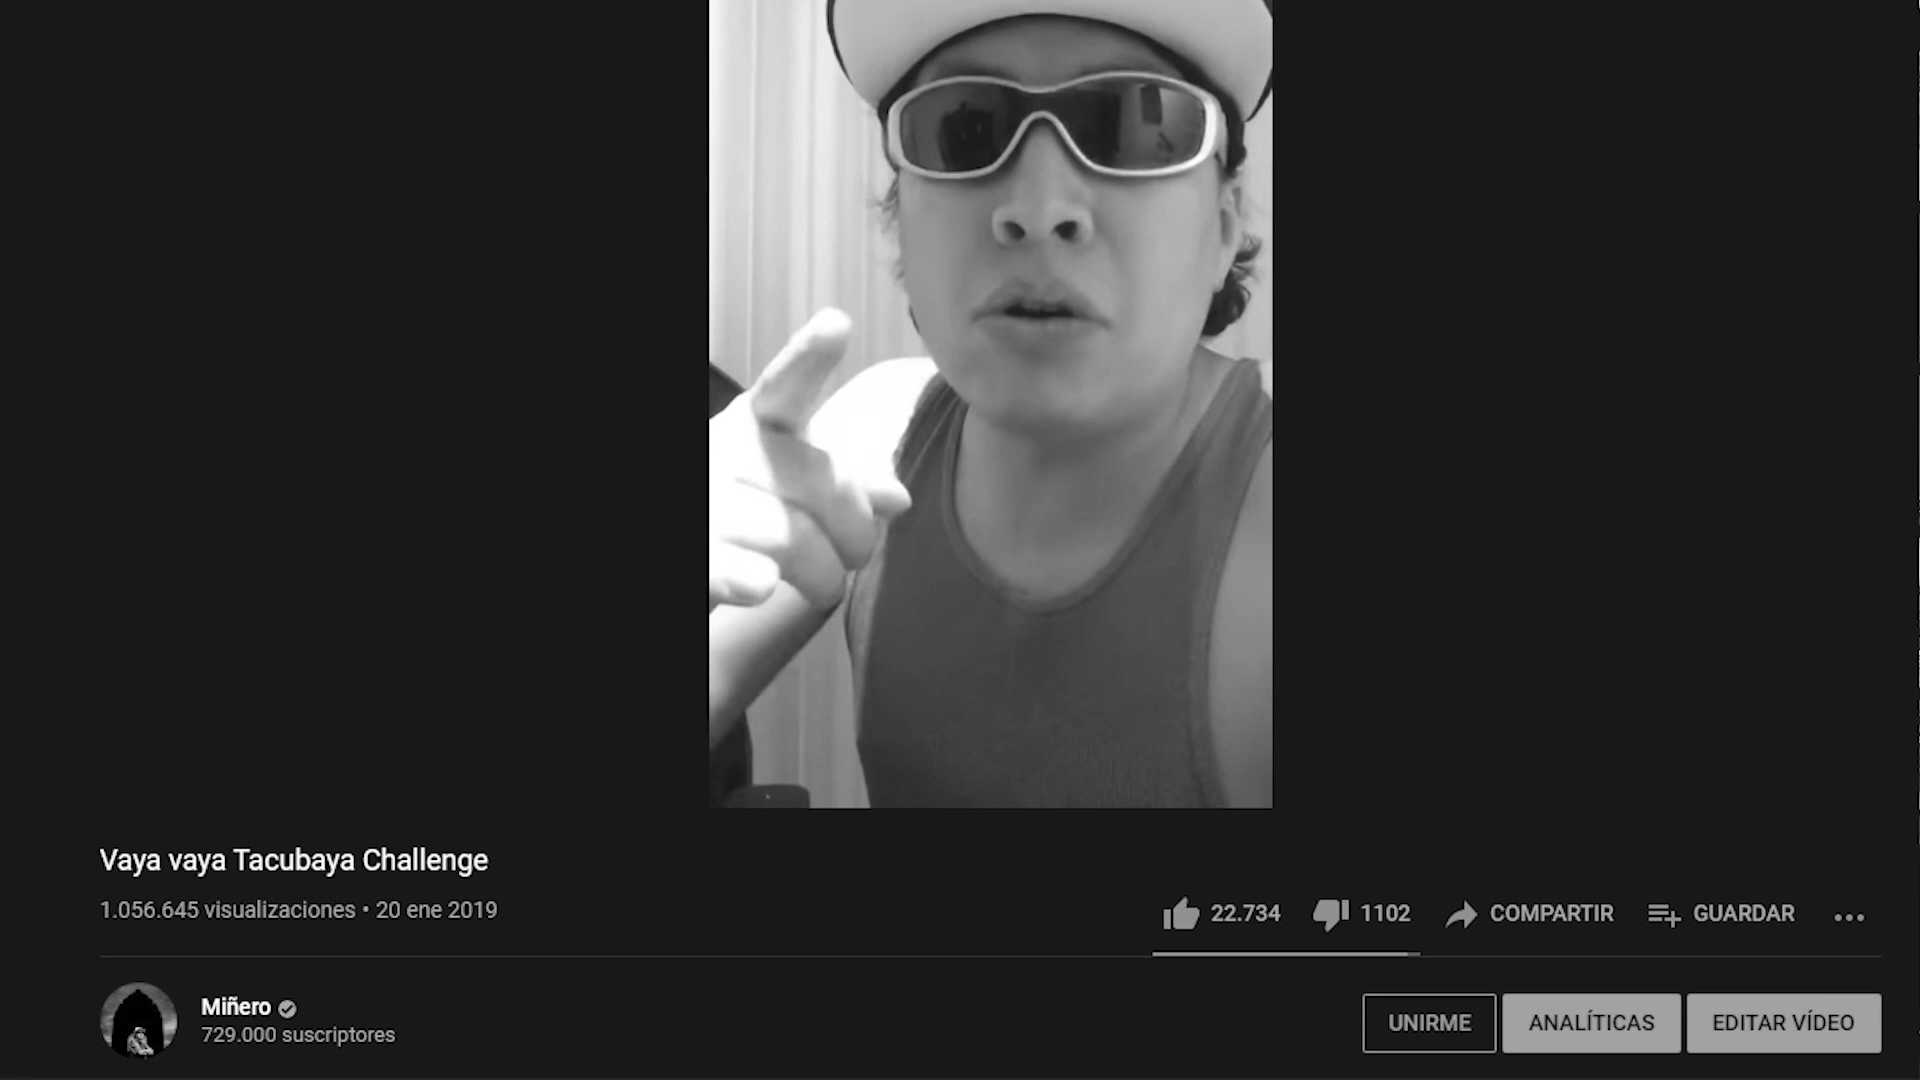 Vaya vaya Tacubaya Challenge
1.056.645 visualizaciones • 20 ene 2019
22.734
1102
COMPARTIR
GUARDAR
Miñero
729.000 suscriptores
UNIRME
ANALÍTICAS
EDITAR VÍDEO